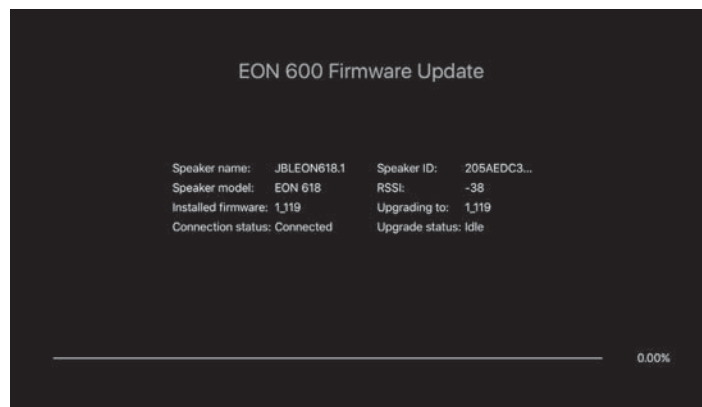 EON 600 Firmware Update
Speaker name: JBLEON618.1 Speaker ID: 205AEDC3...
Speaker model: EON 618 RSSI: -38
Installed firmware: 1_119 Upgrading to: 1_119
Connection status: Connected Upgrade status: Idle
0.00%